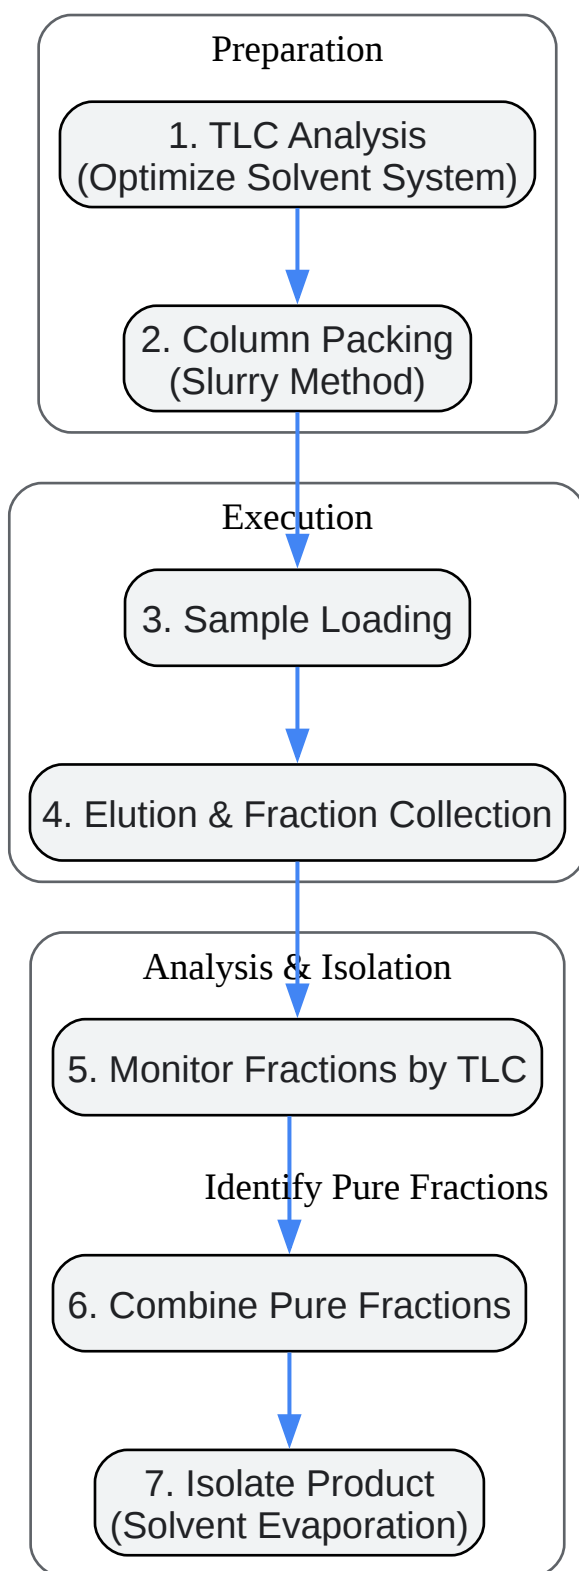 Preparation
1. TLC Analysis
(Optimize Solvent System)
2. Column Packing
(Slurry Method)
Execution
3. Sample Loading
4. Elution & Fraction Collection
Analysis & Isolation
5. Monitor Fractions by TLC
Identify Pure Fractions
6. Combine Pure Fractions
7. Isolate Product
(Solvent Evaporation)